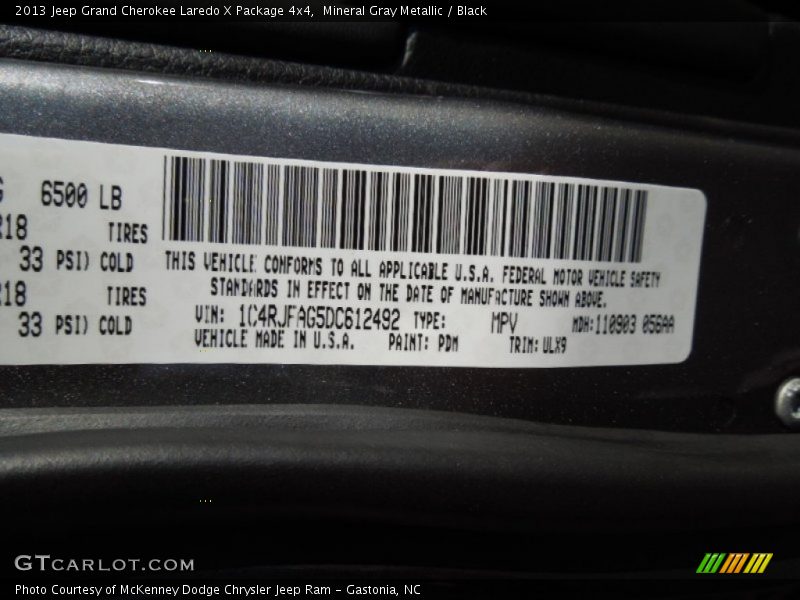 2013 Jeep Grand Cherokee Laredo X Package 4x4,  Mineral Gray Metallic / Black
6500 LB
R18 TIRES
33 PSI) COLD
R18 TIRES
33 PSI) COLD
THIS VEHICLE CONFORMS TO ALL APPLICABLE U.S.A. FEDERAL MOTOR VEHICLE SAFETY
STANDARDS IN EFFECT ON THE DATE OF MANUFACTURE SHOWN ABOVE.
VIN: 1C4RJFAG5DC612492 TYPE: MPV MDH:110903 056AA
VEHICLE MADE IN U.S.A. PAINT: PDM TRIM: ULX9
GTCARLOT.COM
Photo Courtesy of McKenney Dodge Chrysler Jeep Ram - Gastonia, NC